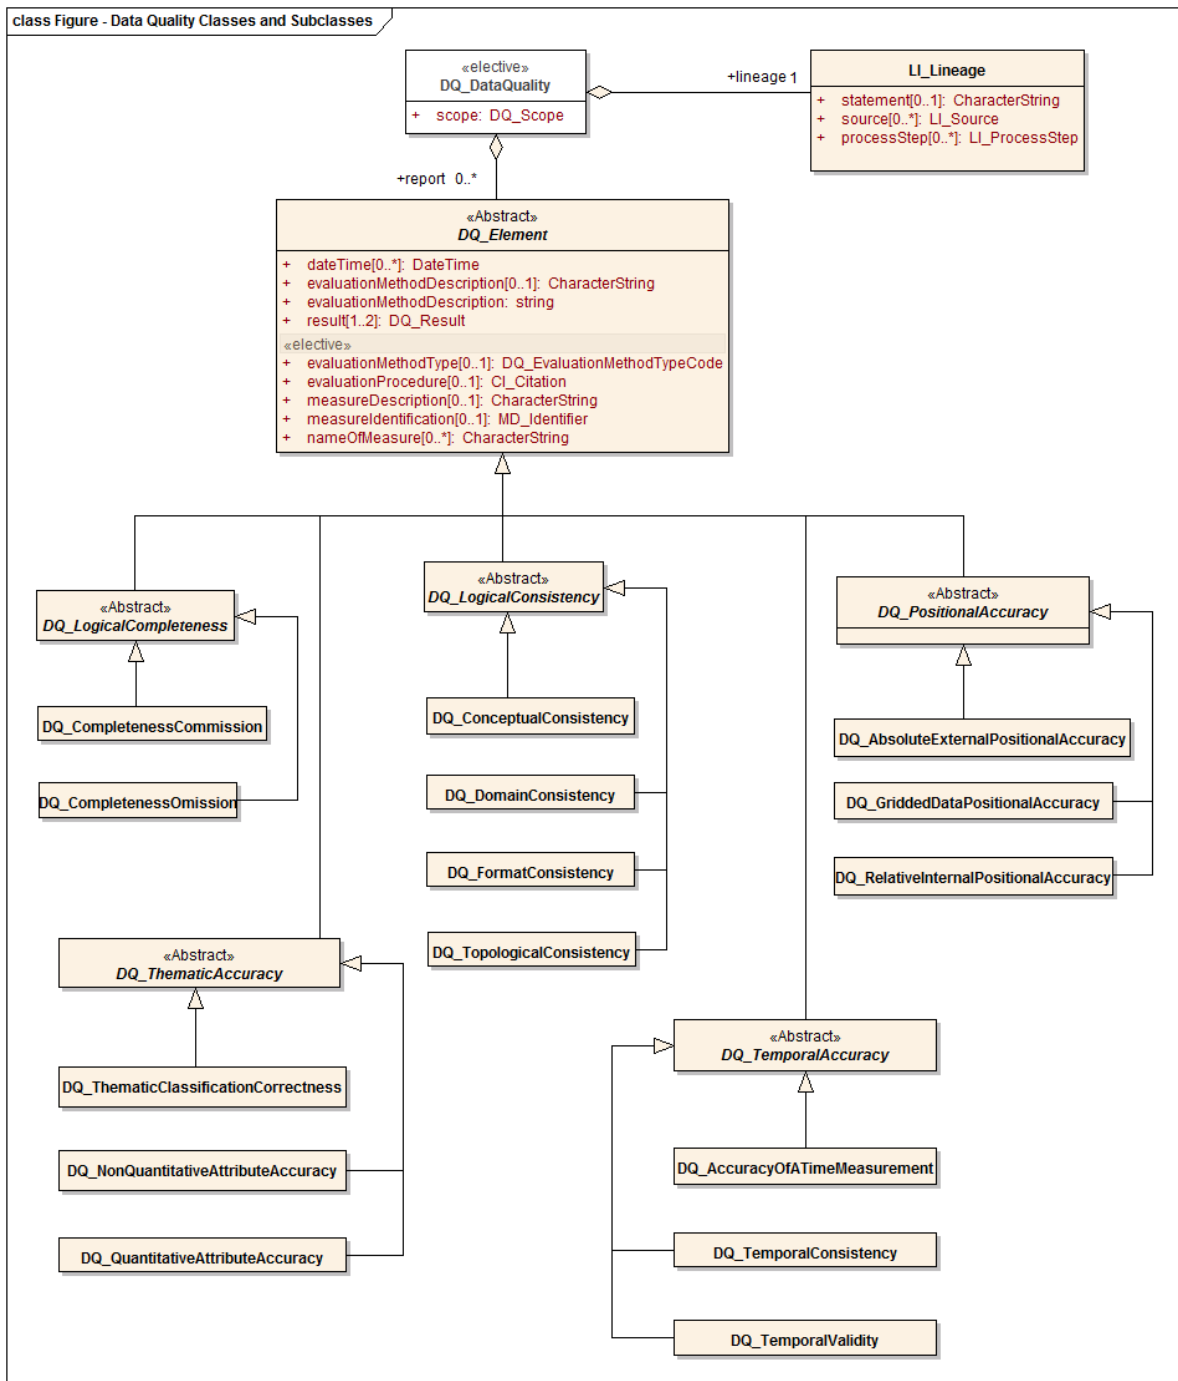 class Figure - Data Quality Classes and Subclasses
«elective»
DQ_DataQuality
+ scope: DQ_Scope
+lineage 1
LI_Lineage
+ statement[0..1]: CharacterString
+ source[0..*]: LI_Source
+ processStep[0..*]: LI_ProcessStep
+report 0..*
«Abstract»
DQ_Element
+ dateTime[0..*]: DateTime
+ evaluationMethodDescription[0..1]: CharacterString
+ evaluationMethodDescription: string
+ result[1..2]: DQ_Result
«elective»
+ evaluationMethodType[0..1]: DQ_EvaluationMethodTypeCode
+ evaluationProcedure[0..1]: CI_Citation
+ measureDescription[0..1]: CharacterString
+ measureIdentification[0..1]: MD_Identifier
+ nameOfMeasure[0..*]: CharacterString
«Abstract»
DQ_LogicalCompleteness
«Abstract»
DQ_LogicalConsistency
«Abstract»
DQ_PositionalAccuracy
DQ_CompletenessCommission
DQ_CompletenessOmission
DQ_ConceptualConsistency
DQ_DomainConsistency
DQ_FormatConsistency
DQ_TopologicalConsistency
DQ_AbsoluteExternalPositionalAccuracy
DQ_GriddedDataPositionalAccuracy
DQ_RelativeInternalPositionalAccuracy
«Abstract»
DQ_ThematicAccuracy
DQ_ThematicClassificationCorrectness
DQ_NonQuantitativeAttributeAccuracy
DQ_QuantitativeAttributeAccuracy
«Abstract»
DQ_TemporalAccuracy
DQ_AccuracyOfATimeMeasurement
DQ_TemporalConsistency
DQ_TemporalValidity